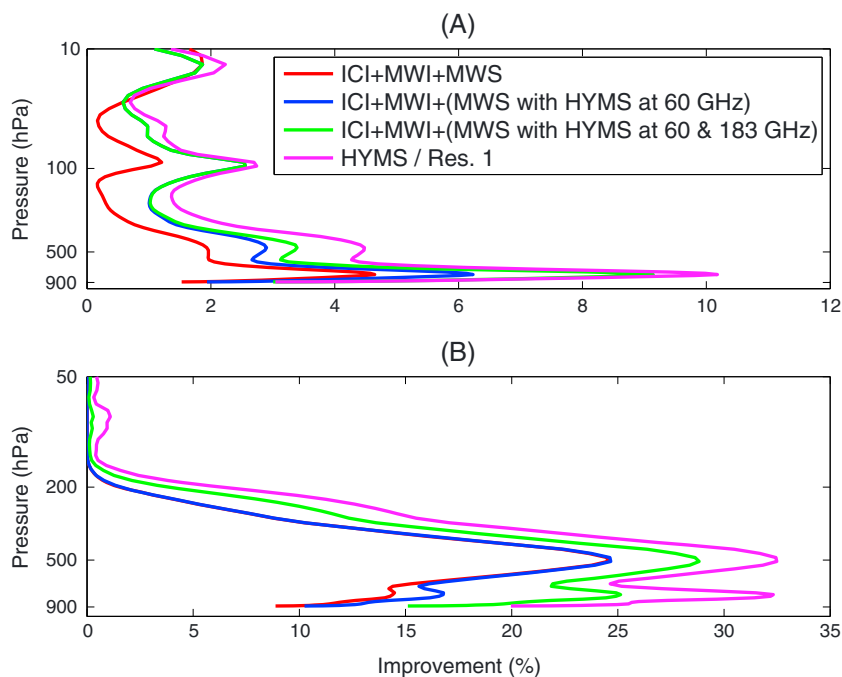 (A)
10
100
500
900
Pressure (hPa)
ICI+MWI+MWS
ICI+MWI+(MWS with HYMS at 60 GHz)
ICI+MWI+(MWS with HYMS at 60 & 183 GHz)
HYMS / Res. 1
0 2 4 6 8 10 12
(B)
50
200
500
900
Pressure (hPa)
0 5 10 15 20 25 30 35
Improvement (%)